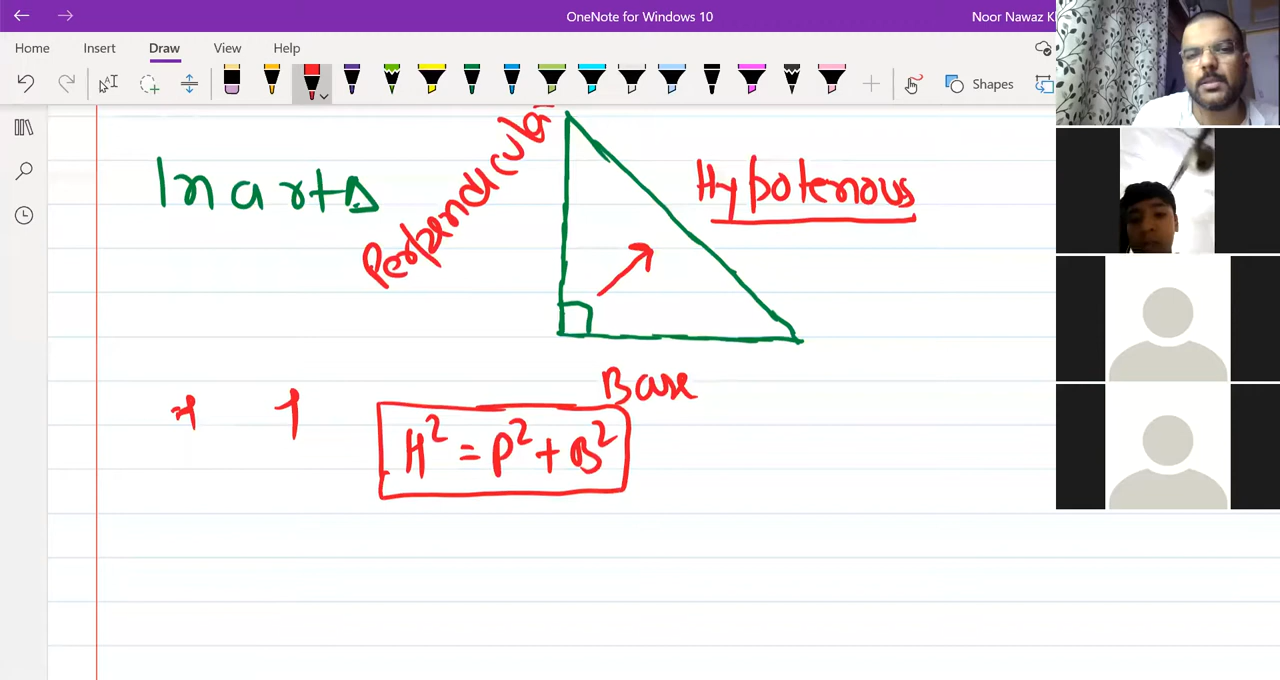 OneNote for Windows 10
Noor Nawaz K
Home Insert Draw View Help
Shapes
In a rt Δ
Perpendicular
Hypotenous
Base
H² = P² + B²